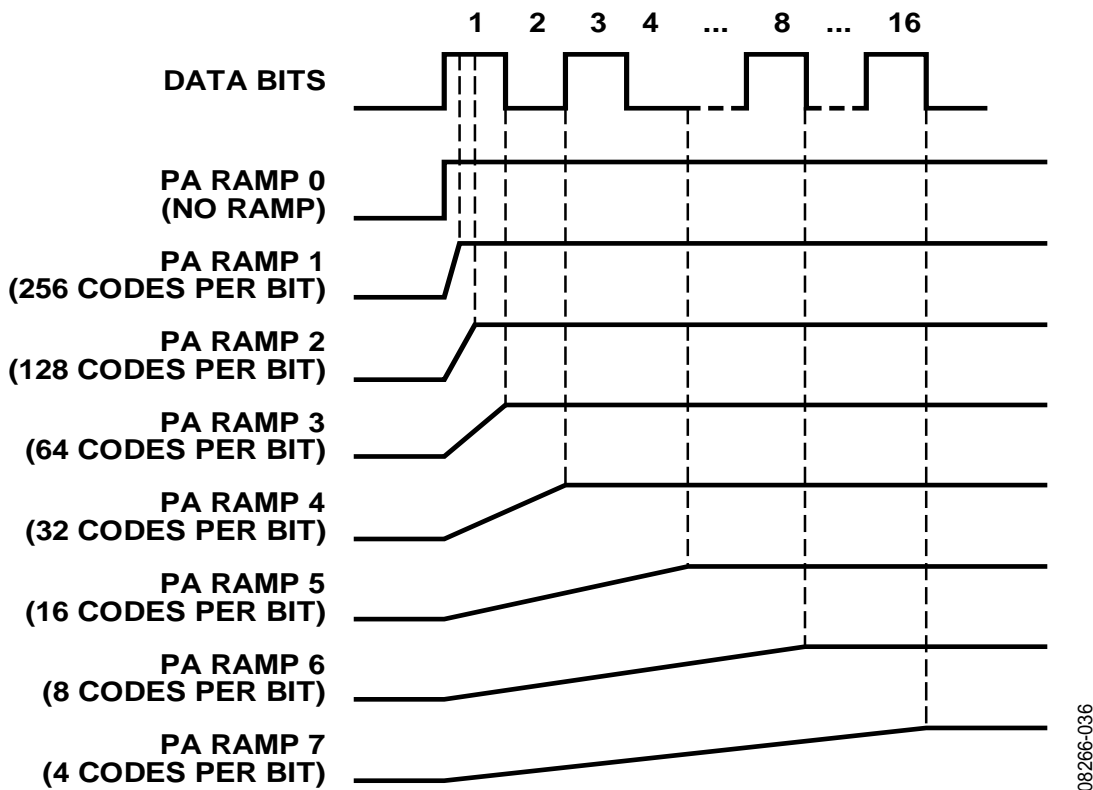 1 2 3 4 ... 8 ... 16
DATA BITS
PA RAMP 0
(NO RAMP)
PA RAMP 1
(256 CODES PER BIT)
PA RAMP 2
(128 CODES PER BIT)
PA RAMP 3
(64 CODES PER BIT)
PA RAMP 4
(32 CODES PER BIT)
PA RAMP 5
(16 CODES PER BIT)
PA RAMP 6
(8 CODES PER BIT)
PA RAMP 7
(4 CODES PER BIT)
08266-036